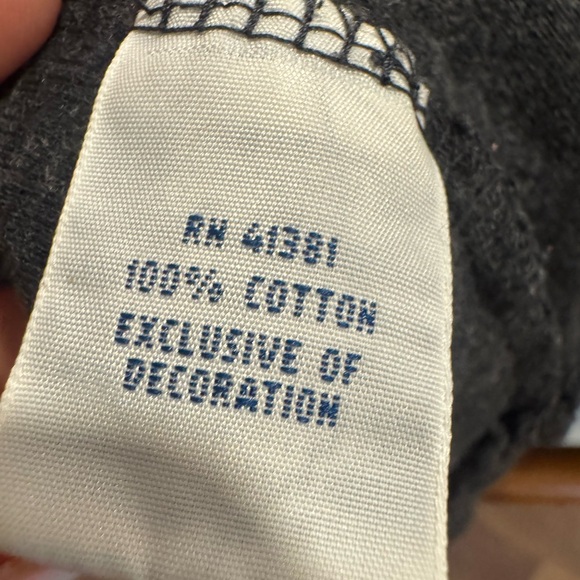 RN 41381
100% COTTON
EXCLUSIVE OF
DECORATION